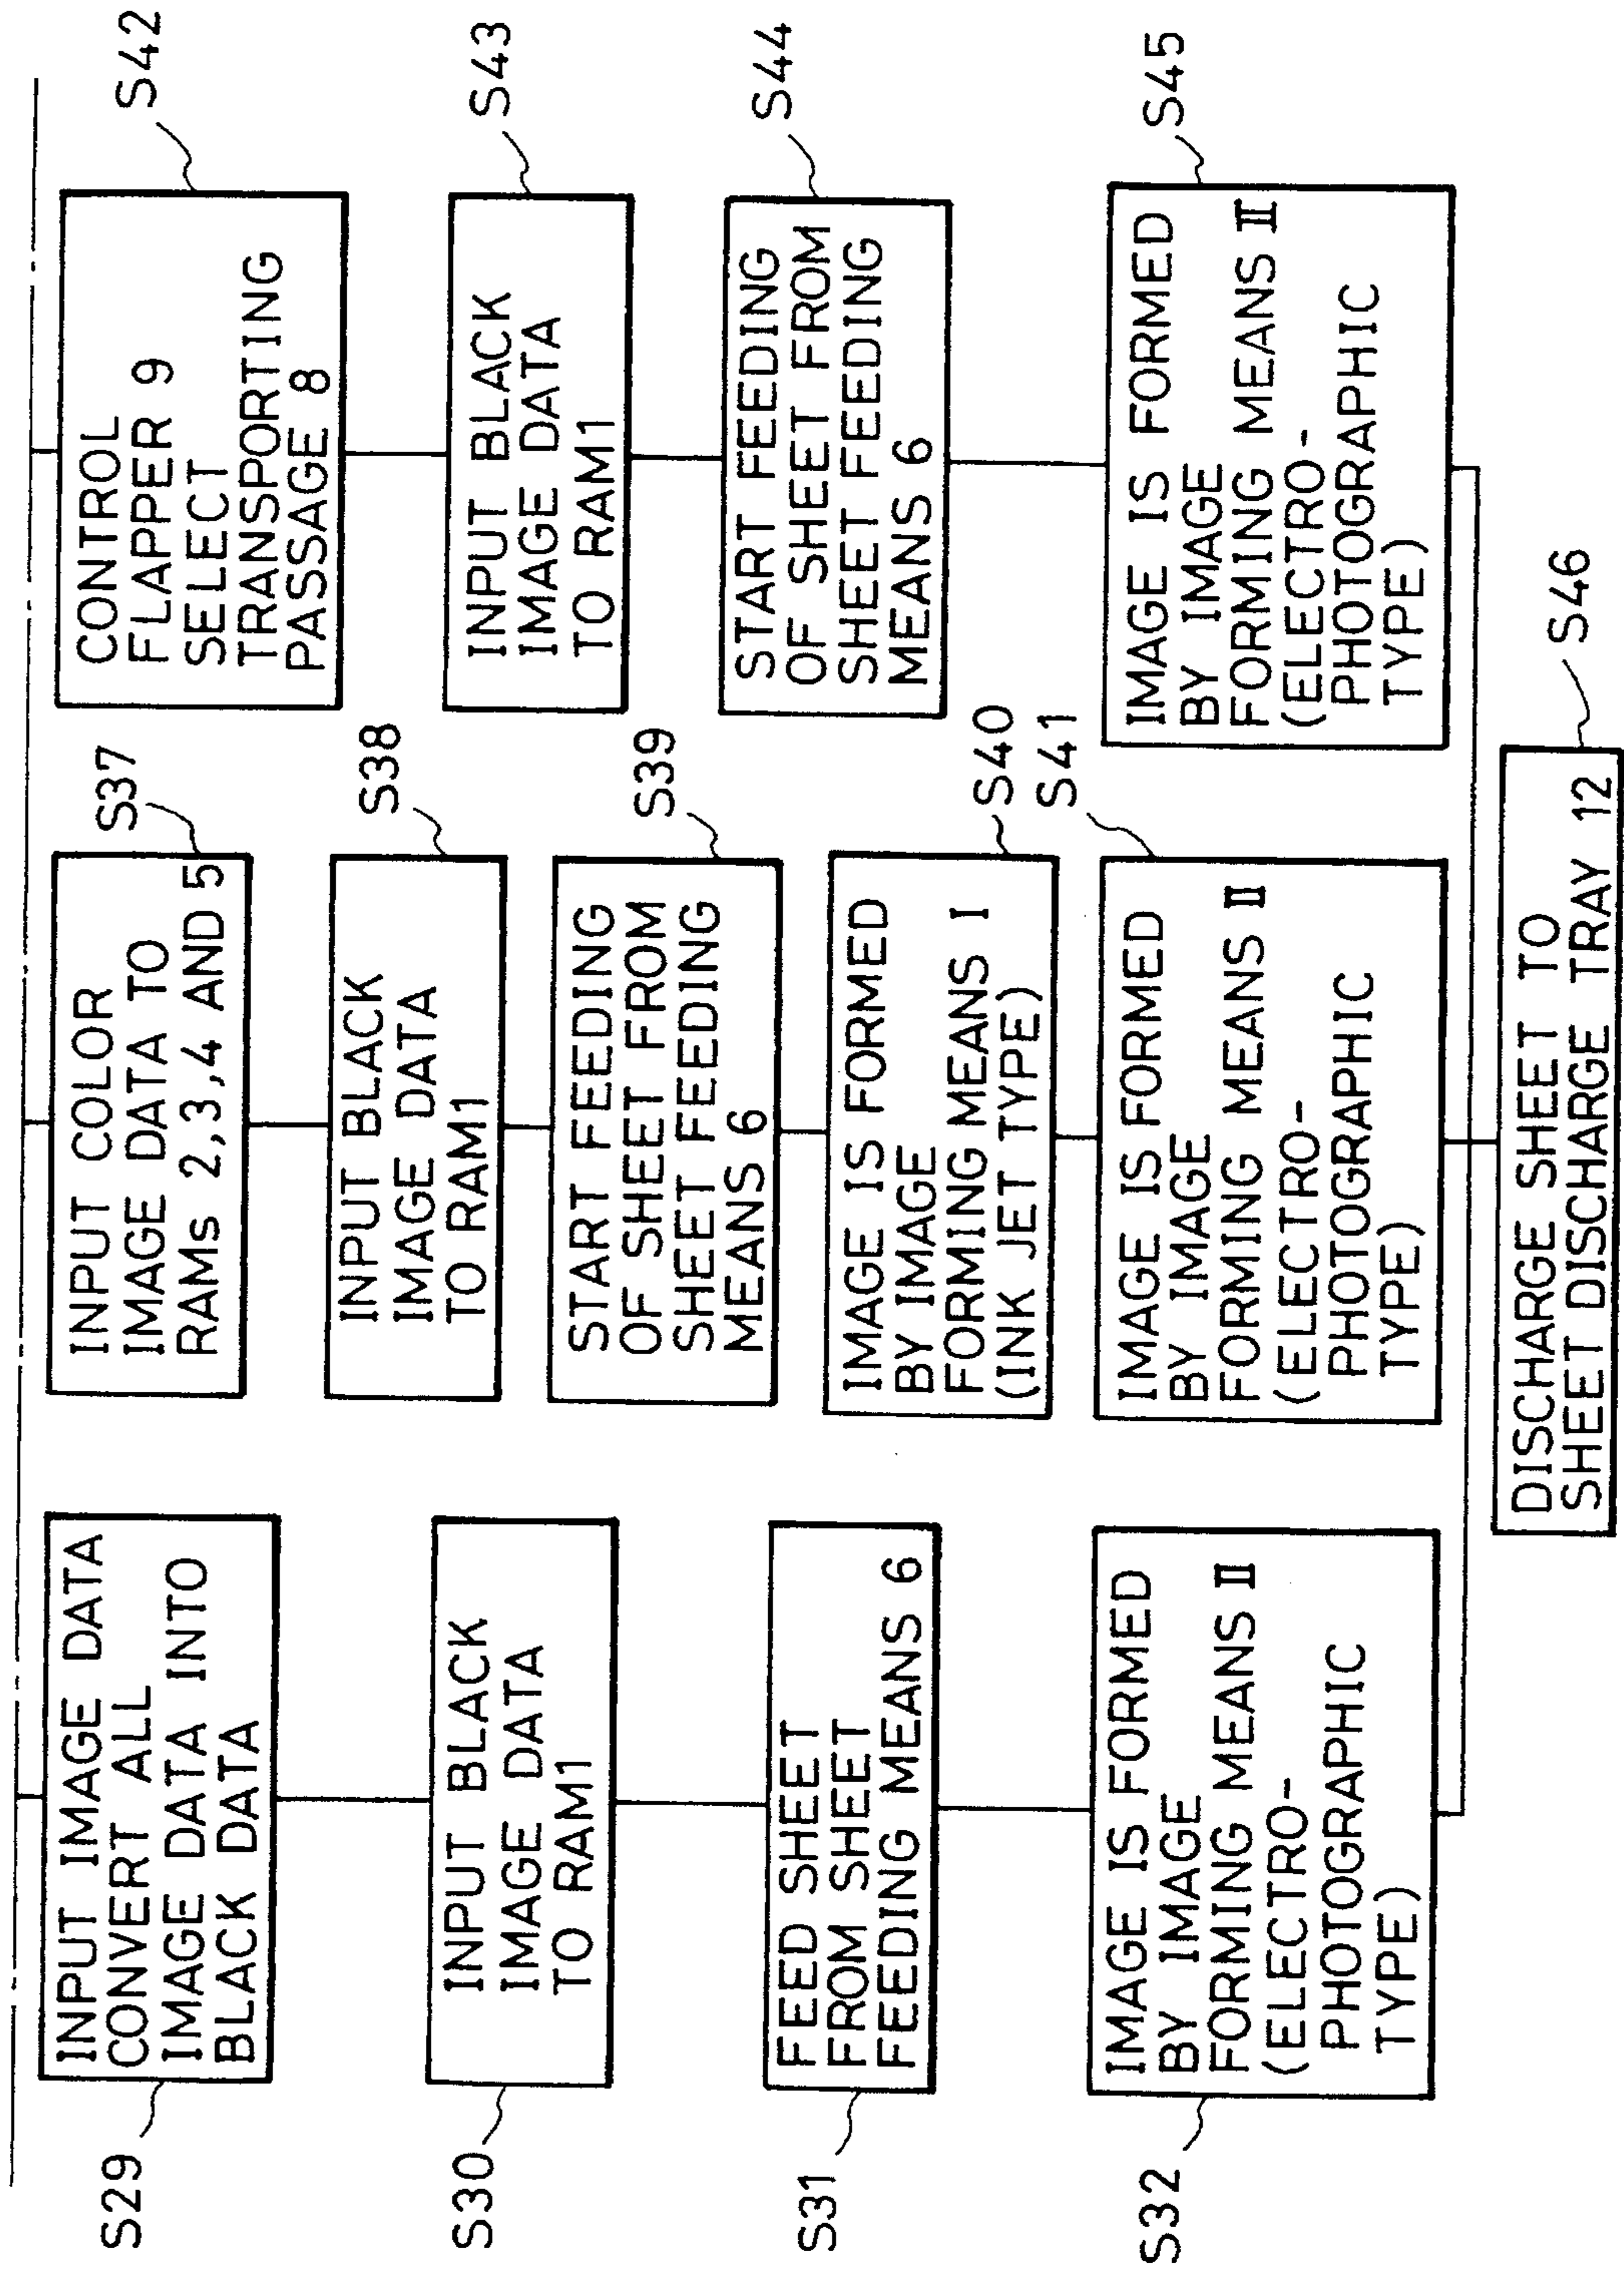 S29
INPUT IMAGE DATA
CONVERT ALL
IMAGE DATA INTO
BLACK DATA
S30
INPUT BLACK
IMAGE DATA
TO RAM1
S31
FEED SHEET
FROM SHEET
FEEDING MEANS 6
S32
IMAGE IS FORMED
BY IMAGE
FORMING MEANS II
(ELECTRO-
PHOTOGRAPHIC
TYPE)
S37
INPUT COLOR
IMAGE DATA TO
RAMs 2,3,4 AND 5
S38
INPUT BLACK
IMAGE DATA
TO RAM1
S39
START FEEDING
OF SHEET FROM
SHEET FEEDING
MEANS 6
S40
IMAGE IS FORMED
BY IMAGE
FORMING MEANS I
(INK JET TYPE)
S41
IMAGE IS FORMED
BY IMAGE
FORMING MEANS II
(ELECTRO-
PHOTOGRAPHIC
TYPE)
S42
CONTROL
FLAPPER 9
SELECT
TRANSPORTING
PASSAGE 8
S43
INPUT BLACK
IMAGE DATA
TO RAM1
S44
START FEEDING
OF SHEET FROM
SHEET FEEDING
MEANS 6
S45
IMAGE IS FORMED
BY IMAGE
FORMING MEANS II
(ELECTRO-
PHOTOGRAPHIC
TYPE)
S46
DISCHARGE SHEET TO
SHEET DISCHARGE TRAY 12